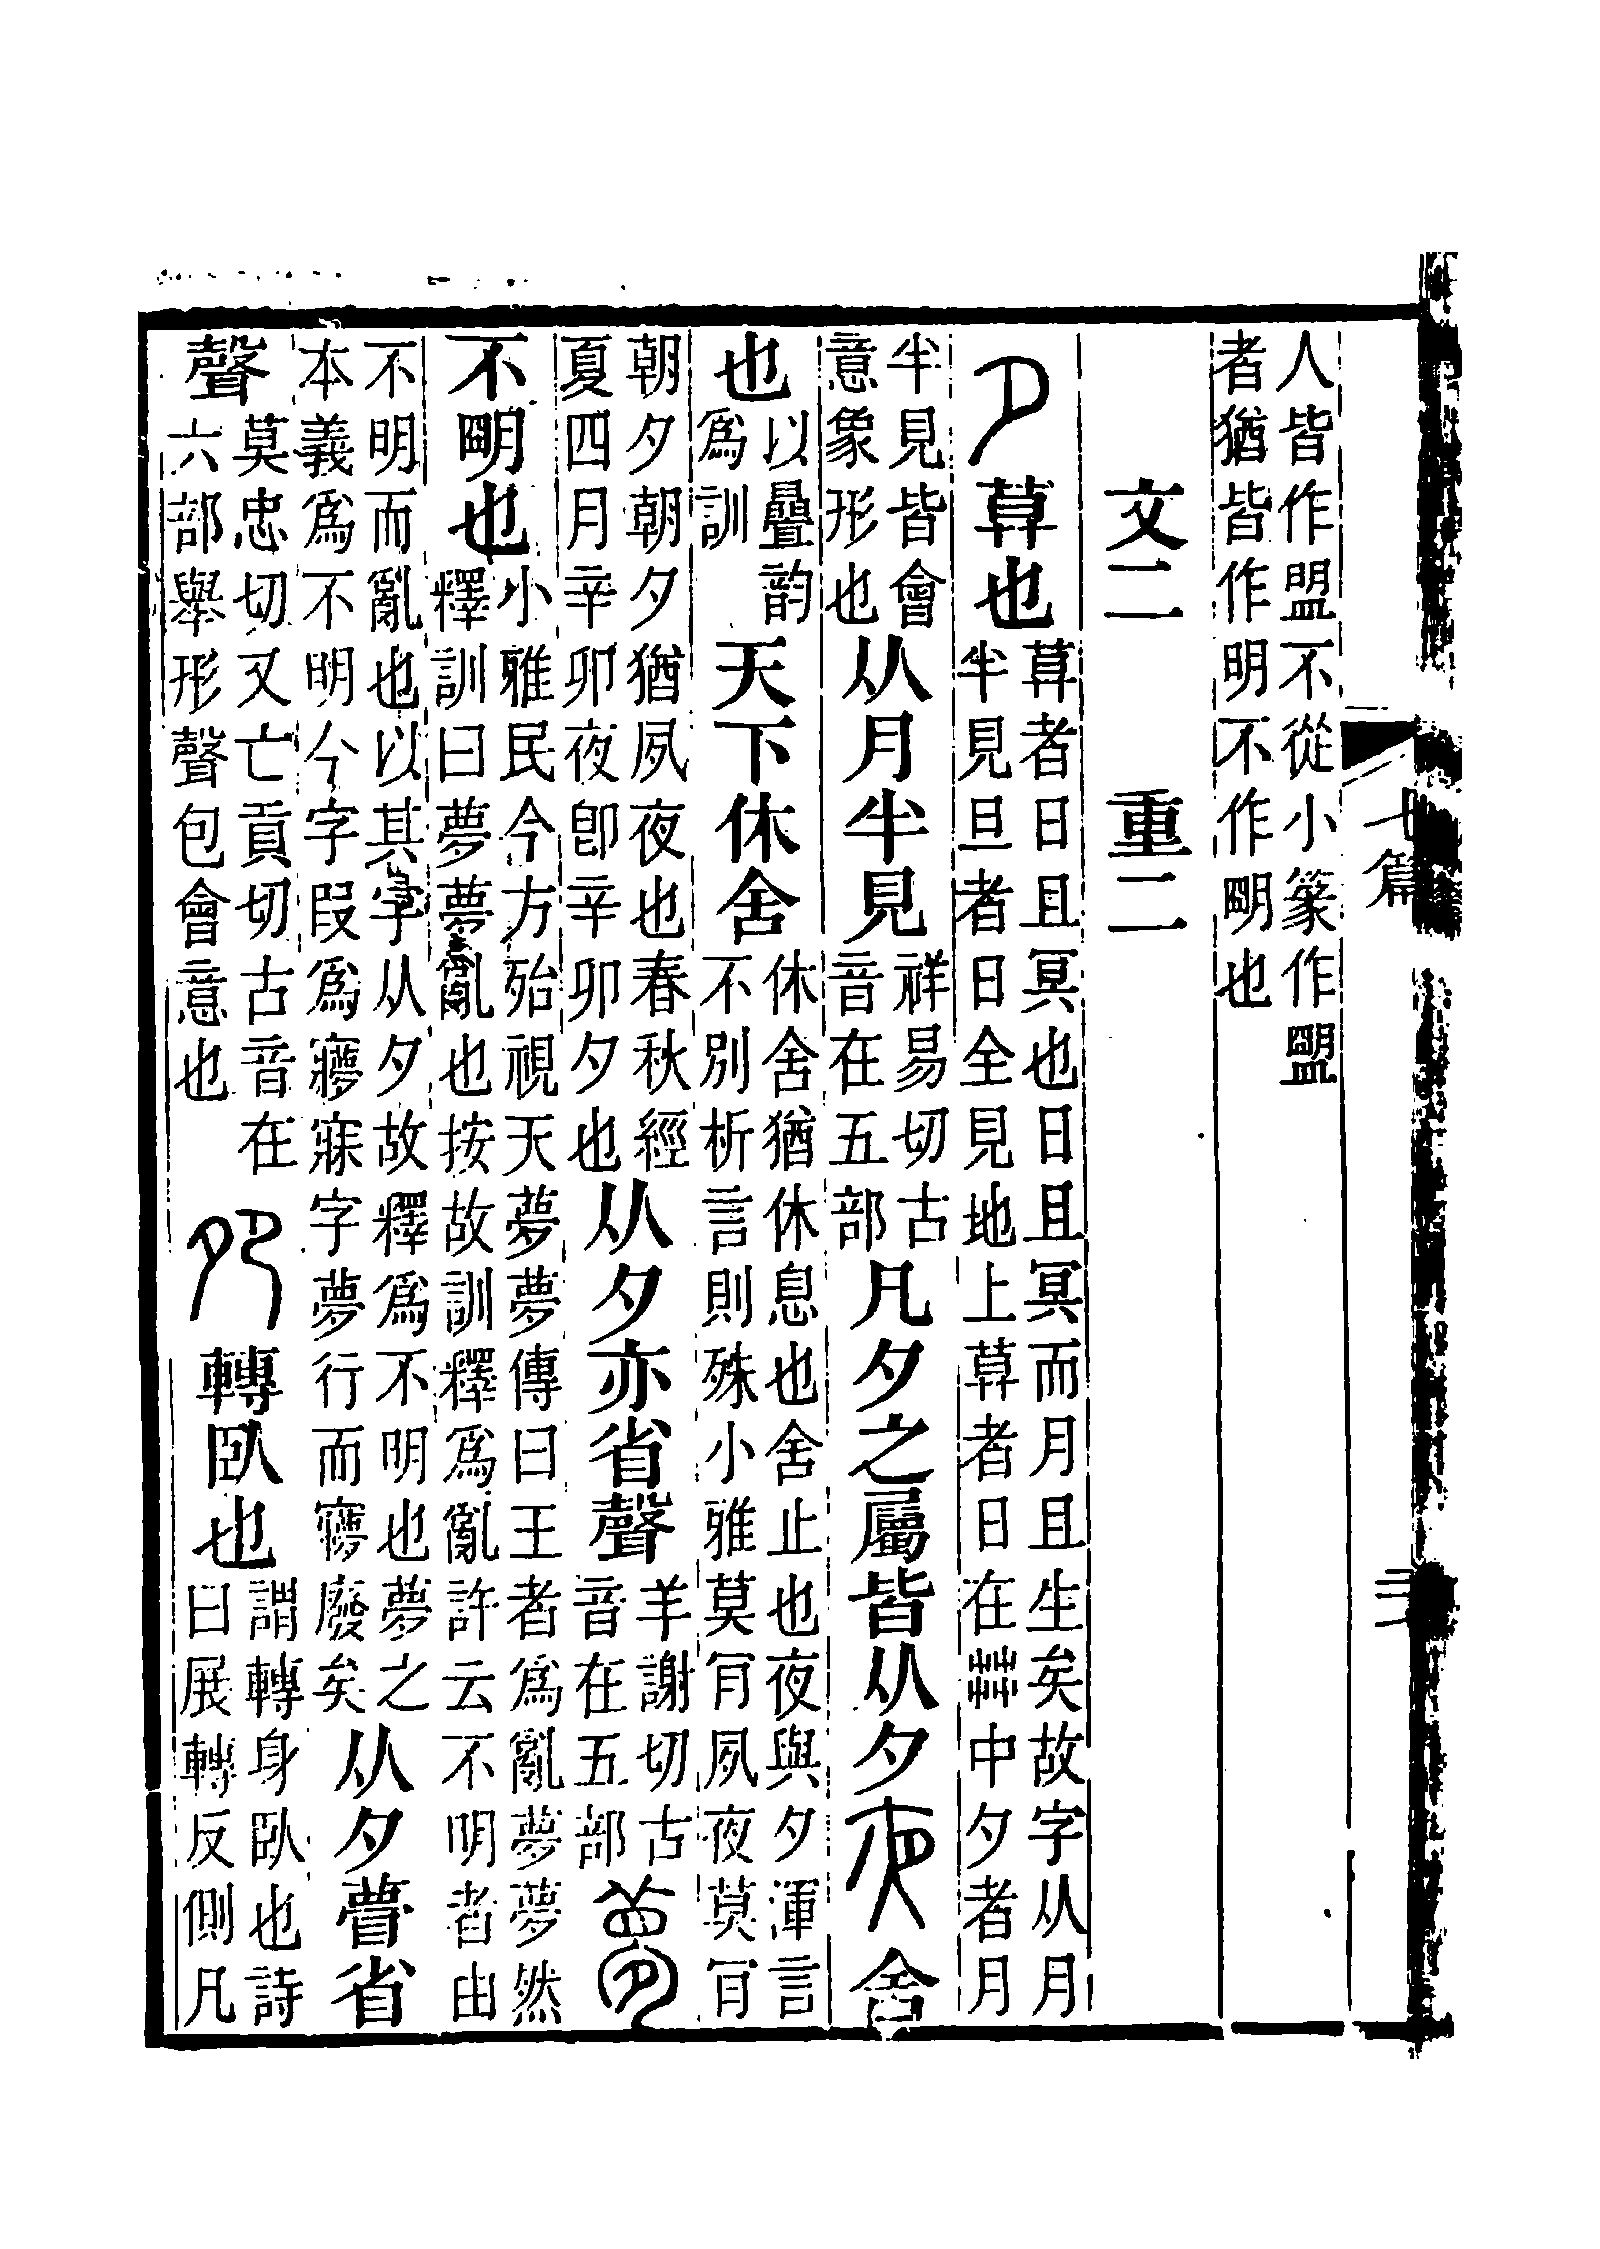 人皆作盟不從小篆作𥂗
者猶皆作明不作朙也
文二　重二
夕
𦱤也
𦱤者日且冥也日且冥而月且生矣故字从月
半見旦者日全見地上𦱤者日在茻中夕者月
半見皆會
意象形也
从月半見
祥易切古
音在五部
凡夕之屬皆从夕
夜
舍
也
以疊韵
爲訓
天下休舍
休舍猶休息也舍止也夜與夕渾言
不別析言則殊小雅莫肎夙夜莫肎
朝夕朝夕猶夙夜也春秋經
夏四月辛卯夜卽辛卯夕也
从夕亦省聲
羊謝切古
音在五部
夢
不朙也
小雅民今方殆視天夢夢傳曰王者爲亂夢夢然
釋訓曰夢夢亂也按故訓釋爲亂許云不明者由
不明而亂也以其字从夕故釋爲不明也夢之
本義爲不明今字叚爲㝱寐字夢行而㝱廢矣
从夕瞢省
聲
莫忠切又亡貢切古音在
六部舉形聲包會意也
夗
轉臥也
謂轉身臥也詩
曰展轉反側凡
七篇